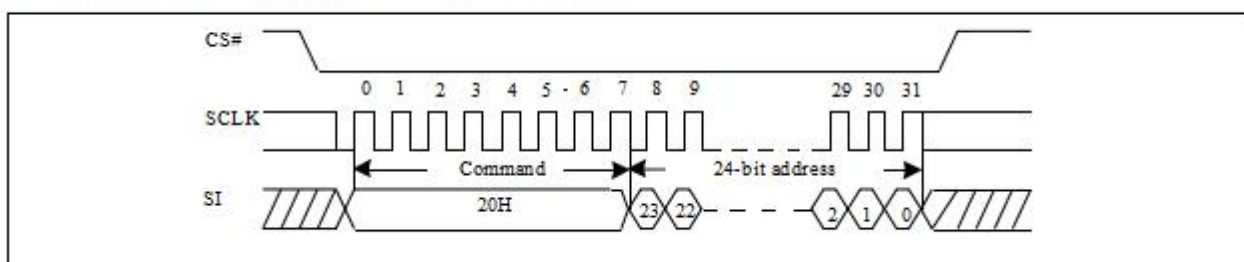 CS#
0 1 2 3 4 5 - 6 7 8 9 29 30 31
SCLK
Command 24-bit address
SI 20H 23 22 2 1 0